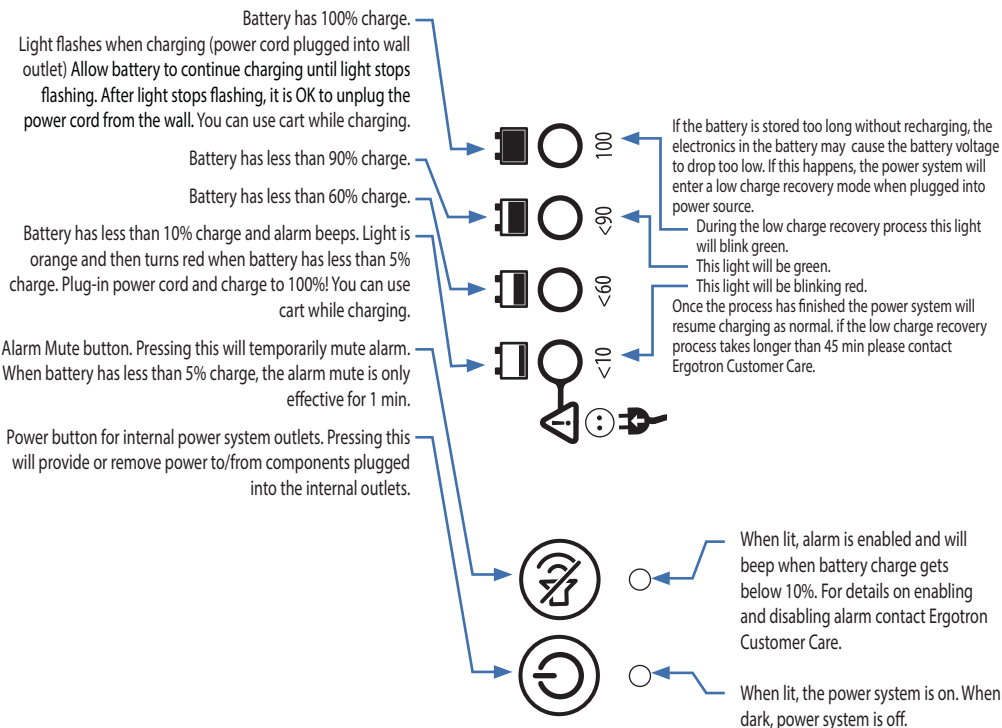 Battery has 100% charge.
Light flashes when charging (power cord plugged into wall
outlet) Allow battery to continue charging until light stops
flashing. After light stops flashing, it is OK to unplug the
power cord from the wall. You can use cart while charging.
Battery has less than 90% charge.
Battery has less than 60% charge.
Battery has less than 10% charge and alarm beeps. Light is
orange and then turns red when battery has less than 5%
charge. Plug-in power cord and charge to 100%! You can use
cart while charging.
Alarm Mute button. Pressing this will temporarily mute alarm.
When battery has less than 5% charge, the alarm mute is only
effective for 1 min.
Power button for internal power system outlets. Pressing this
will provide or remove power to/from components plugged
into the internal outlets.
100
<90
<60
<10
If the battery is stored too long without recharging, the
electronics in the battery may cause the battery voltage
to drop too low. If this happens, the power system will
enter a low charge recovery mode when plugged into
power source.
During the low charge recovery process this light
will blink green.
This light will be green.
This light will be blinking red.
Once the process has finished the power system will
resume charging as normal. if the low charge recovery
process takes longer than 45 min please contact
Ergotron Customer Care.
When lit, alarm is enabled and will
beep when battery charge gets
below 10%. For details on enabling
and disabling alarm contact Ergotron
Customer Care.
When lit, the power system is on. When
dark, power system is off.